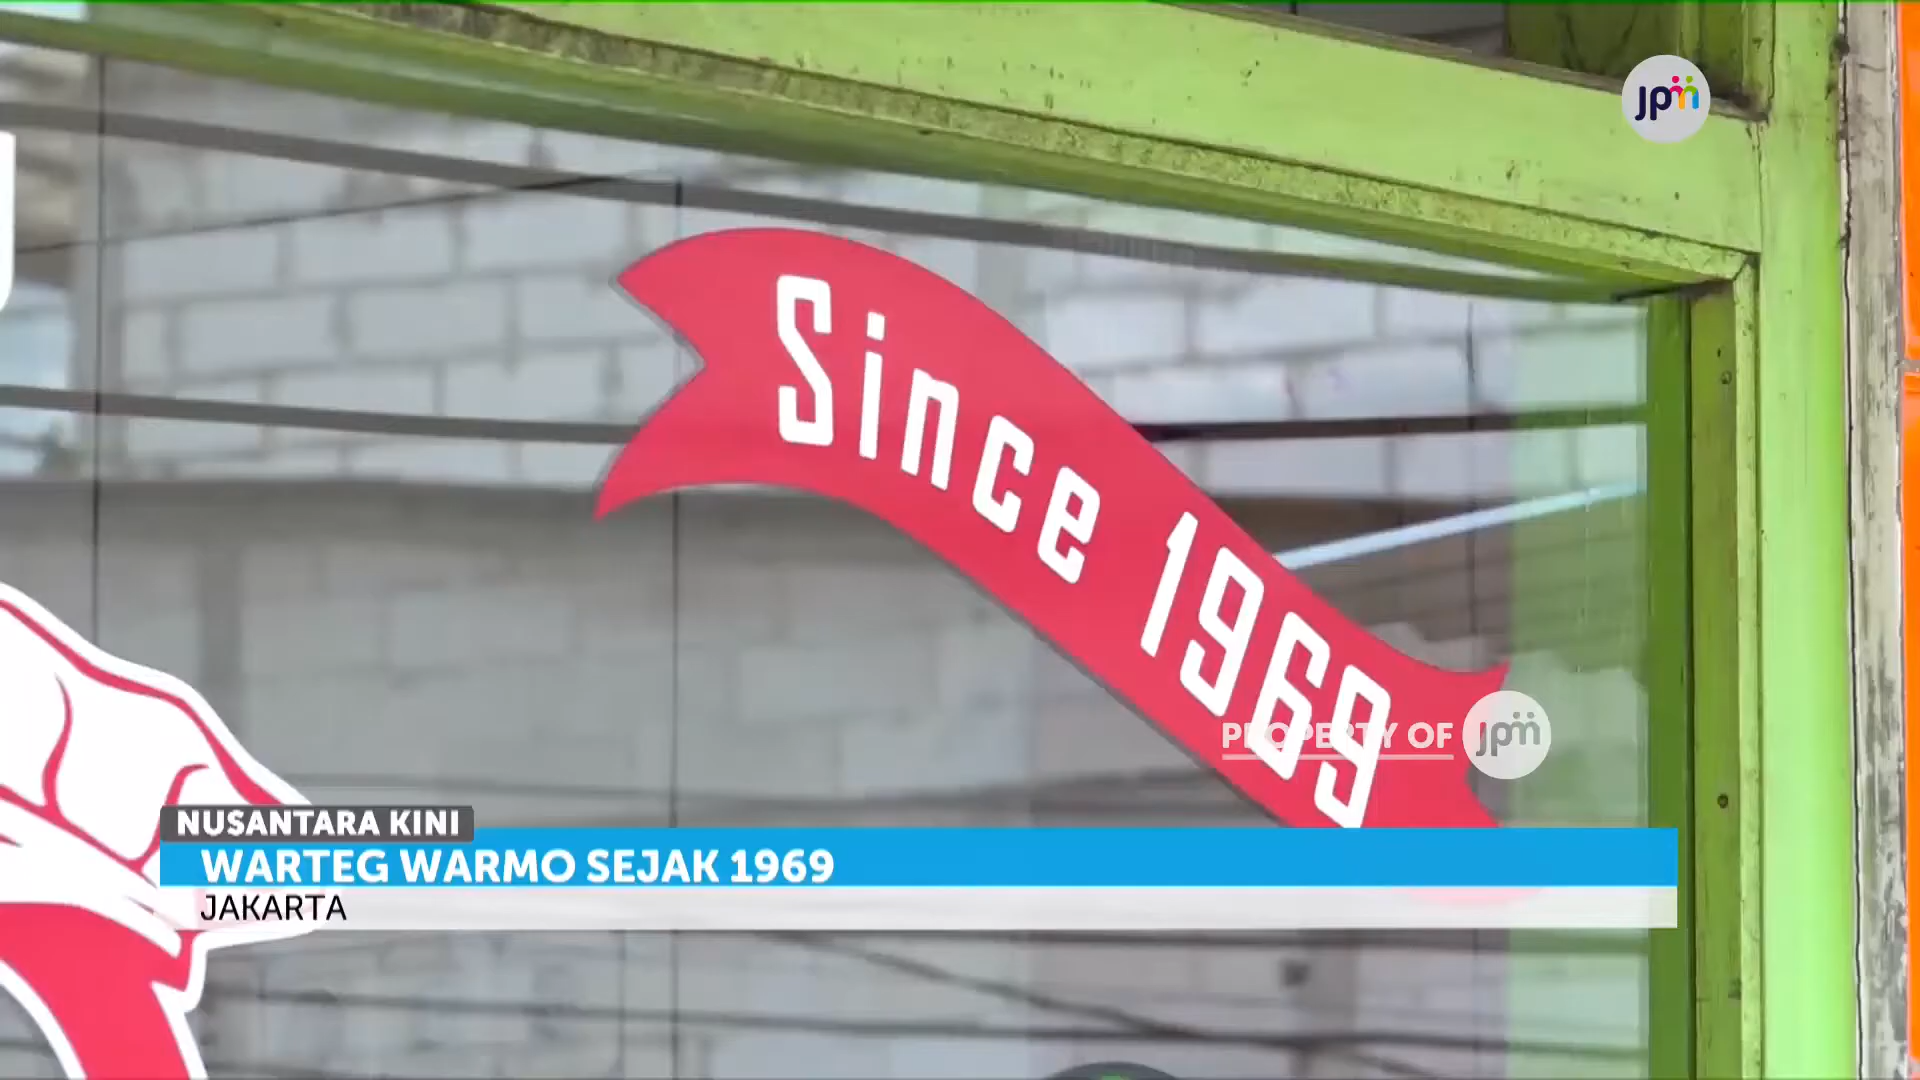 jpm
Since 1969
PROPERTY OF jpm
NUSANTARA KINI
WARTEG WARMO SEJAK 1969
JAKARTA